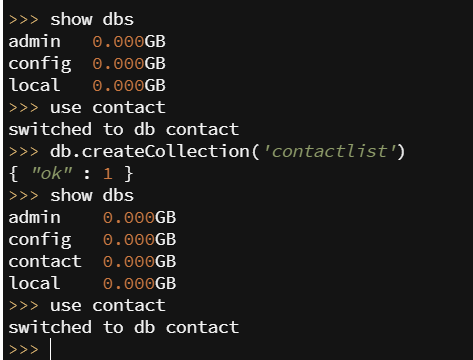 >>> show dbs
admin   0.000GB
config  0.000GB
local   0.000GB
>>> use contact
switched to db contact
>>> db.createCollection('contactlist')
{ "ok" : 1 }
>>> show dbs
admin    0.000GB
config   0.000GB
contact  0.000GB
local    0.000GB
>>> use contact
switched to db contact
>>>